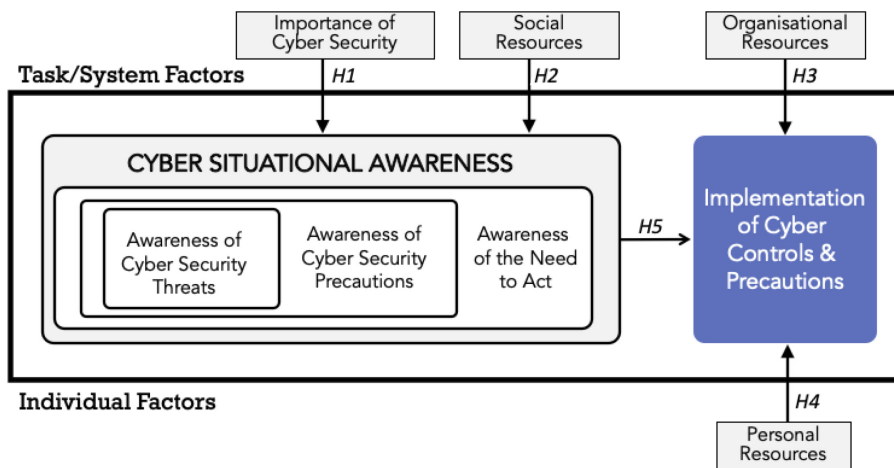 Importance of
Cyber Security
Social
Resources
Organisational
Resources
Task/System Factors
H1
H2
H3
CYBER SITUATIONAL AWARENESS
Awareness of
Cyber Security
Threats
Awareness of
Cyber Security
Precautions
Awareness
of the Need
to Act
H5
Implementation
of Cyber
Controls &
Precautions
Individual Factors
H4
Personal
Resources